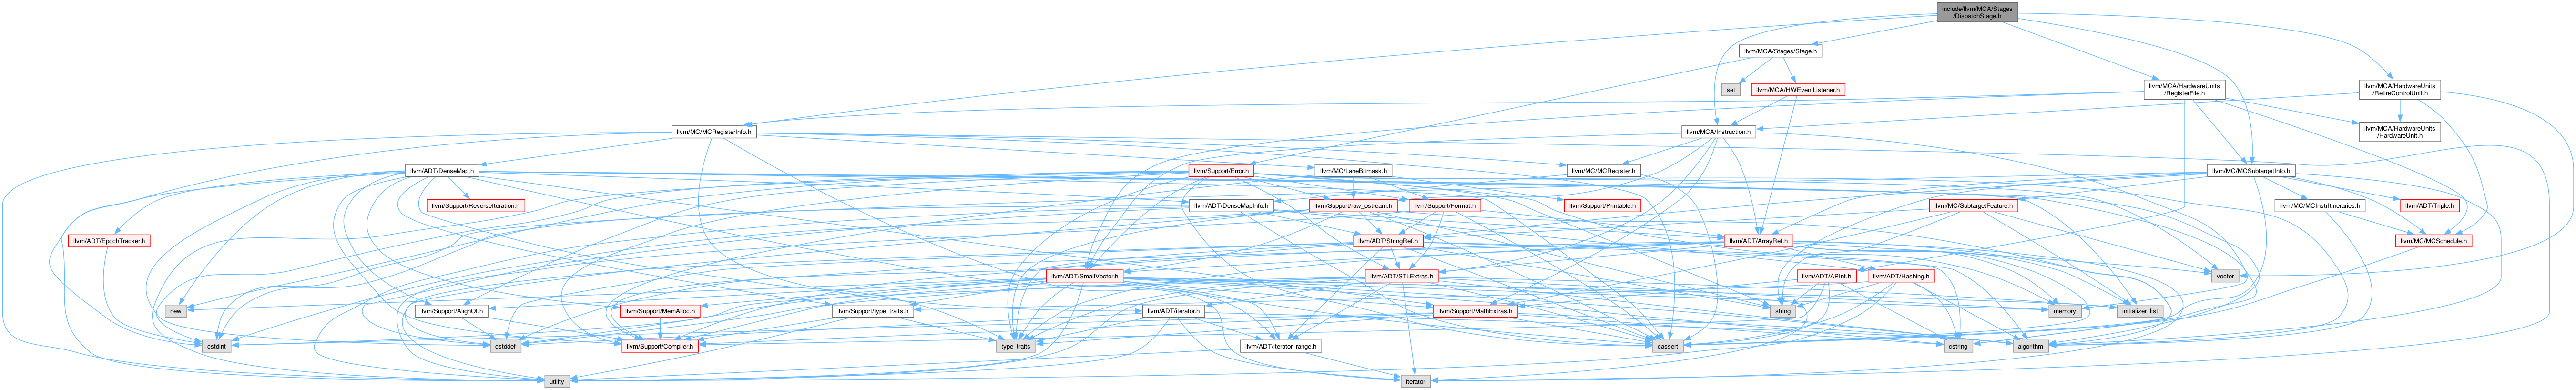 include/llvm/MCA/Stages
/DispatchStage.h
llvm/MCA/Stages/Stage.h
set
llvm/MCA/HWEventListener.h
llvm/MCA/HardwareUnits
/RegisterFile.h
llvm/MCA/HardwareUnits
/RetireControlUnit.h
llvm/MC/MCRegisterInfo.h
llvm/MCA/Instruction.h
llvm/MCA/HardwareUnits
/HardwareUnit.h
llvm/ADT/DenseMap.h
llvm/Support/Error.h
llvm/MC/LaneBitmask.h
llvm/MC/MCRegister.h
llvm/MC/MCSubtargetInfo.h
llvm/Support/ReverseIteration.h
llvm/ADT/DenseMapInfo.h
llvm/Support/raw_ostream.h
llvm/Support/Format.h
llvm/Support/Printable.h
llvm/MC/SubtargetFeature.h
llvm/MC/MCInstrItineraries.h
llvm/ADT/Triple.h
llvm/ADT/EpochTracker.h
llvm/ADT/StringRef.h
llvm/ADT/ArrayRef.h
llvm/MC/MCSchedule.h
llvm/ADT/SmallVector.h
llvm/ADT/STLExtras.h
llvm/ADT/APInt.h
llvm/ADT/Hashing.h
vector
new
llvm/Support/AlignOf.h
llvm/Support/MemAlloc.h
llvm/Support/type_traits.h
llvm/ADT/iterator.h
llvm/Support/MathExtras.h
string
memory
initializer_list
cstdint
cstddef
llvm/Support/Compiler.h
type_traits
llvm/ADT/iterator_range.h
cassert
cstring
algorithm
utility
iterator